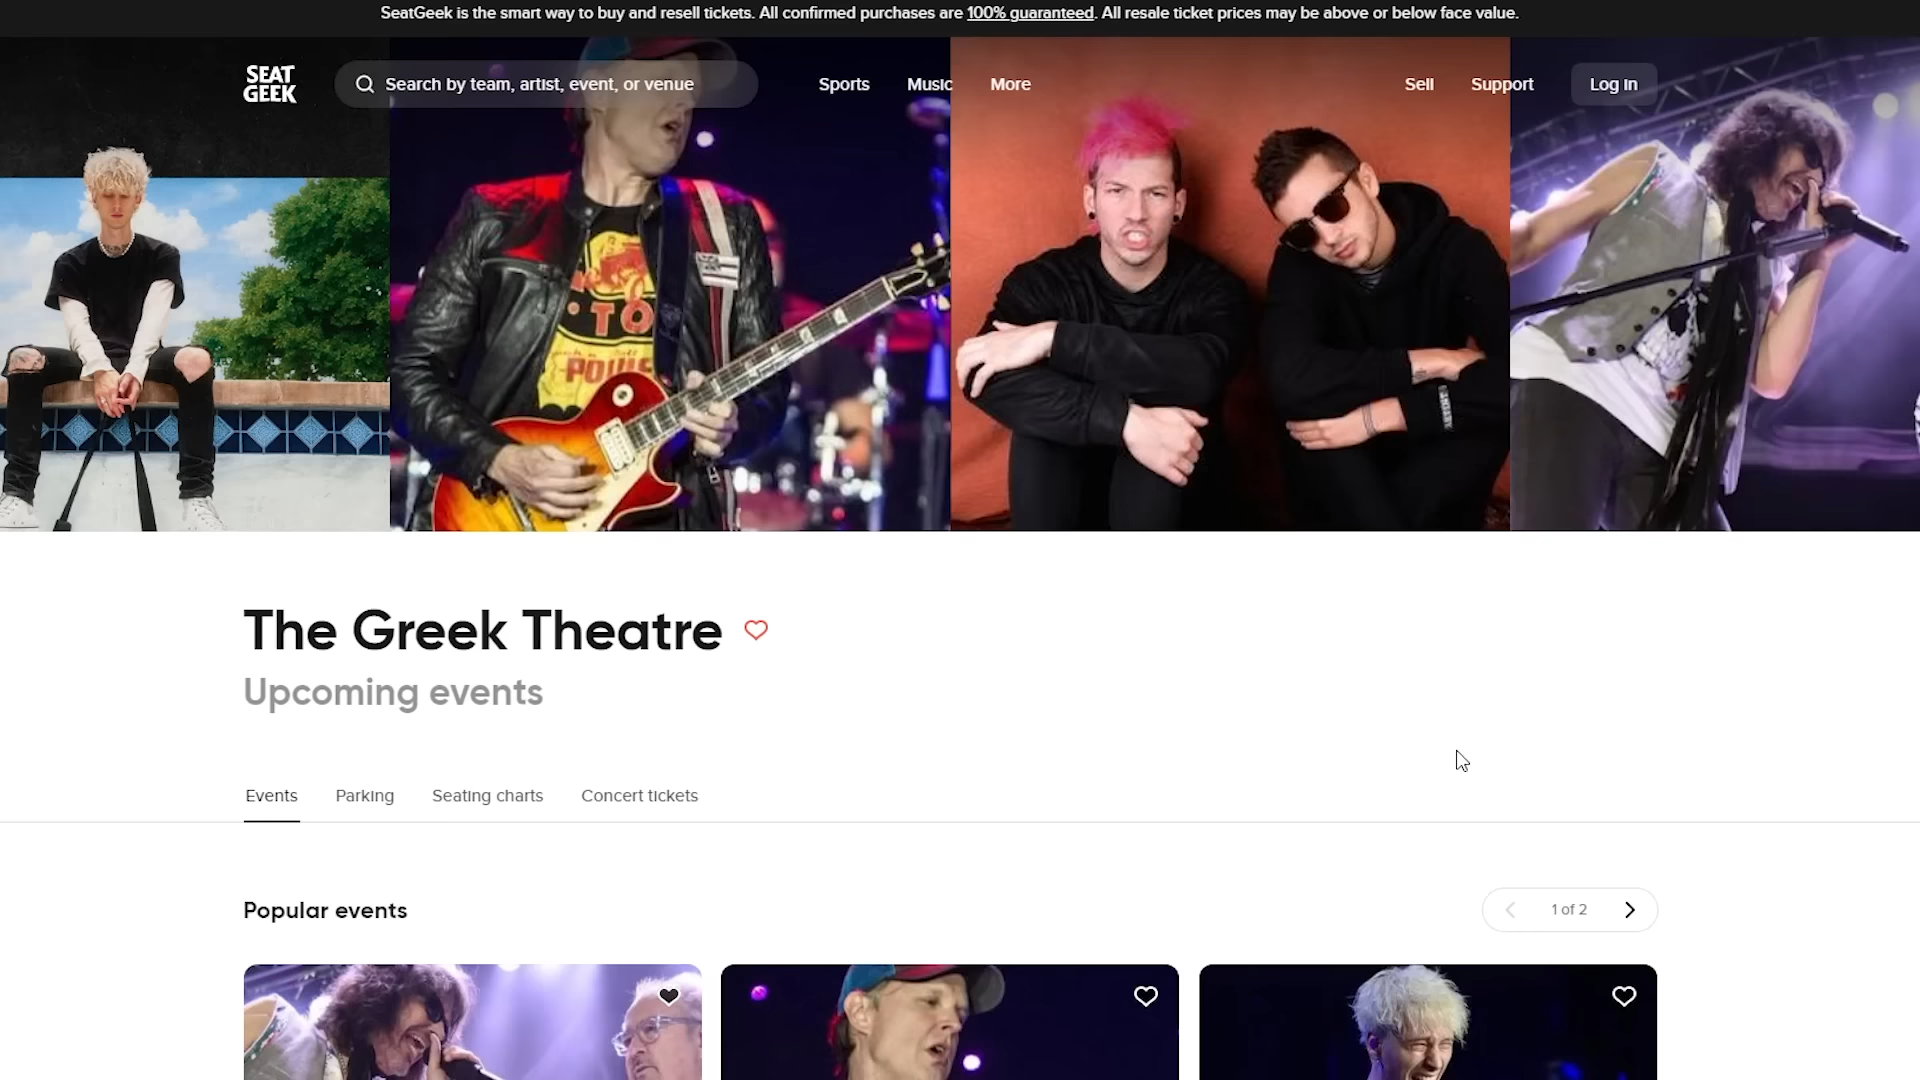 SeatGeek is the smart way to buy and resell tickets. All confirmed purchases are 100% guaranteed. All resale ticket prices may be above or below face value.
SEAT
GEEK
Search by team, artist, event, or venue
Sports
Music
More
Sell
Support
Log In
TO
POWE
The Greek Theatre
Upcoming events
Events
Parking
Seating charts
Concert tickets
Popular events
1 of 2